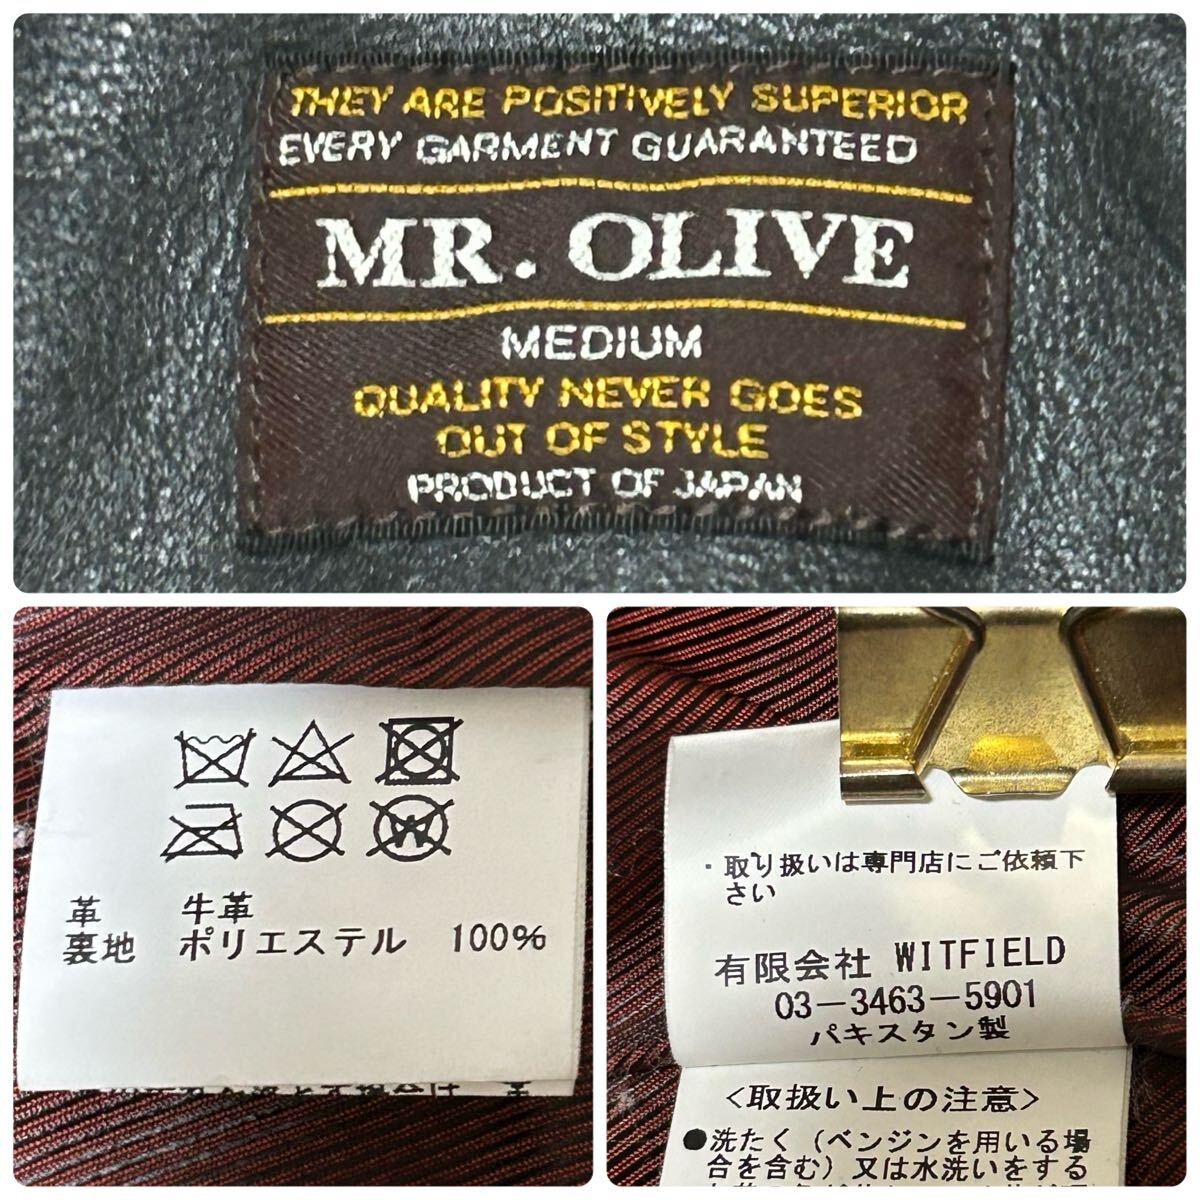 THEY ARE POSITIVELY SUPERIOR
EVERY GARMENT GUARANTEED
MR. OLIVE
MEDIUM
QUALITY NEVER GOES
OUT OF STYLE
PRODUCT OF JAPAN
革 牛革
裏地 ポリエステル 100%
・取り扱いは専門店にご依頼下
さい
有限会社 WITFIELD
03-3463-5901
パキスタン製
<取扱い上の注意>
●洗たく(ベンジンを用いる場
合を含む)又は水洗いをする